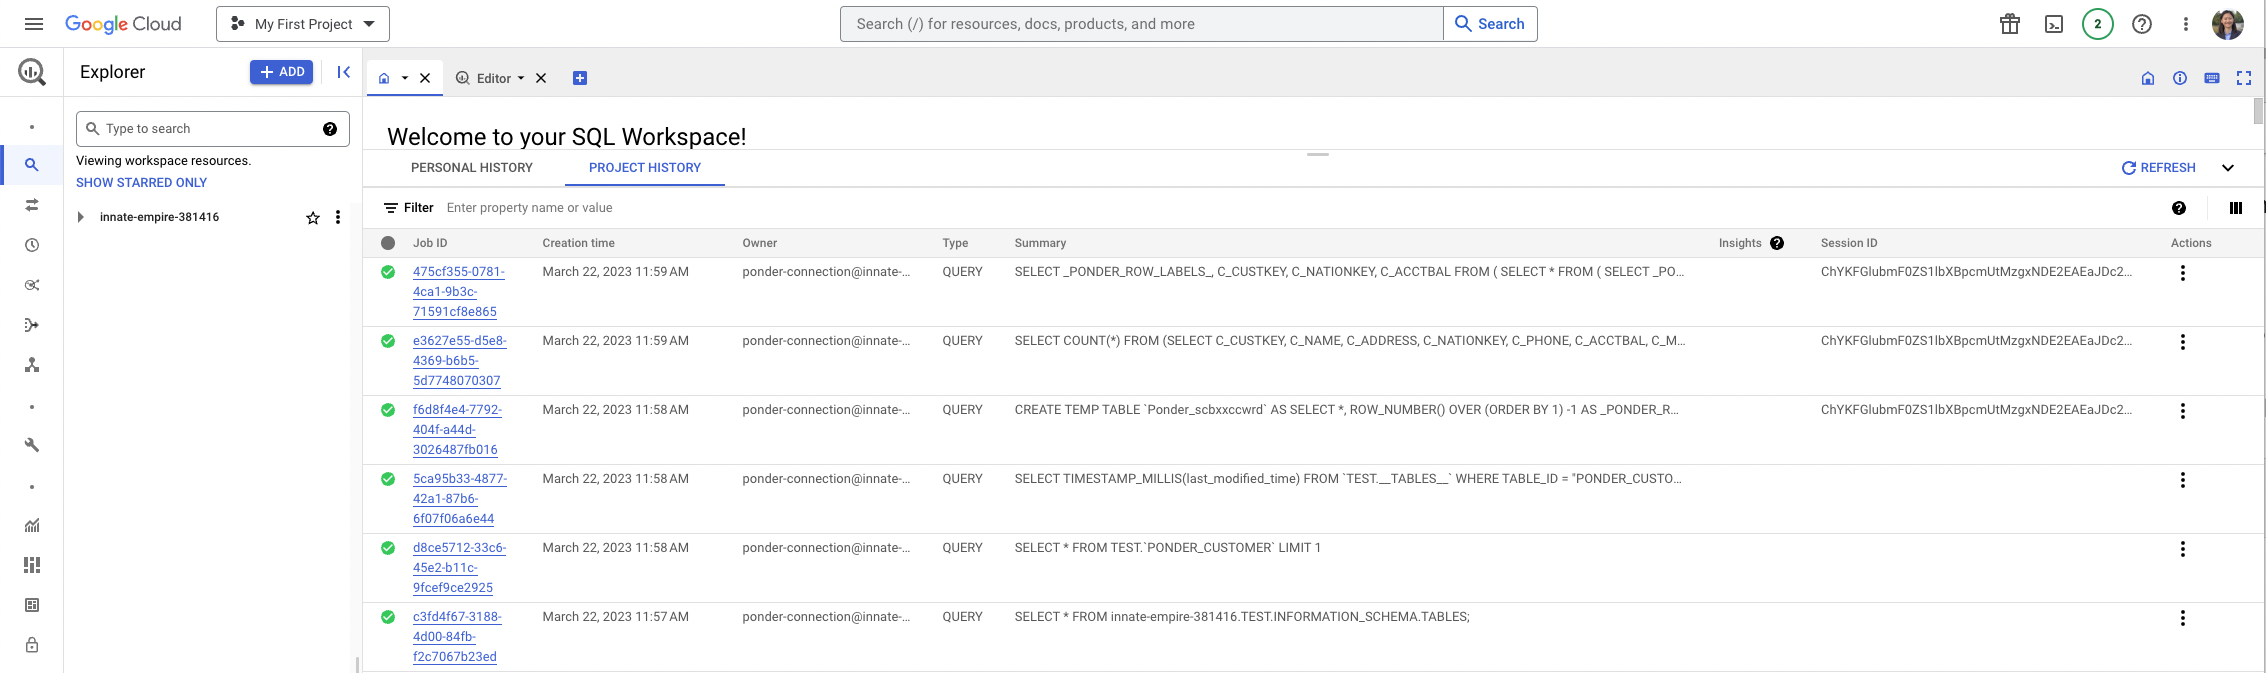 Google Cloud
My First Project
Search (/) for resources, docs, products, and more
Search
2
Explorer
ADD
Editor
Type to search
Viewing workspace resources.
SHOW STARRED ONLY
innate-empire-381416
Welcome to your SQL Workspace!
PERSONAL HISTORY PROJECT HISTORY
REFRESH
Filter Enter property name or value
Job ID Creation time Owner Type Summary Insights Session ID Actions
475cf355-0781-
4ca1-9b3c-
71591cf8e865
March 22, 2023 11:59 AM ponder-connection@innate-... QUERY SELECT _PONDER_ROW_LABELS_, C_CUSTKEY, C_NATIONKEY, C_ACCTBAL FROM ( SELECT * FROM ( SELECT _PO... ChYKFGlubmF0ZS1lbXBpcmUtMzgxNDE2EAEaJDc2...
e3627e55-d5e8-
4369-b6b5-
5d7748070307
March 22, 2023 11:59 AM ponder-connection@innate-... QUERY SELECT COUNT(*) FROM (SELECT C_CUSTKEY, C_NAME, C_ADDRESS, C_NATIONKEY, C_PHONE, C_ACCTBAL, C_M... ChYKFGlubmF0ZS1lbXBpcmUtMzgxNDE2EAEaJDc2...
f6d8f4e4-7792-
404f-a44d-
3026487fb016
March 22, 2023 11:58 AM ponder-connection@innate-... QUERY CREATE TEMP TABLE `Ponder_scbxxccwrd` AS SELECT *, ROW_NUMBER() OVER (ORDER BY 1) -1 AS _PONDER_R... ChYKFGlubmF0ZS1lbXBpcmUtMzgxNDE2EAEaJDc2...
5ca95b33-4877-
42a1-87b6-
6f07f06a6e44
March 22, 2023 11:58 AM ponder-connection@innate-... QUERY SELECT TIMESTAMP_MILLIS(last_modified_time) FROM `TEST.__TABLES__` WHERE TABLE_ID = "PONDER_CUSTO...
d8ce5712-33c6-
45e2-b11c-
9fcef9ce2925
March 22, 2023 11:58 AM ponder-connection@innate-... QUERY SELECT * FROM TEST.`PONDER_CUSTOMER` LIMIT 1
c3fd4f67-3188-
4d00-84fb-
f2c7067b23ed
March 22, 2023 11:57 AM ponder-connection@innate-... QUERY SELECT * FROM innate-empire-381416.TEST.INFORMATION_SCHEMA.TABLES;